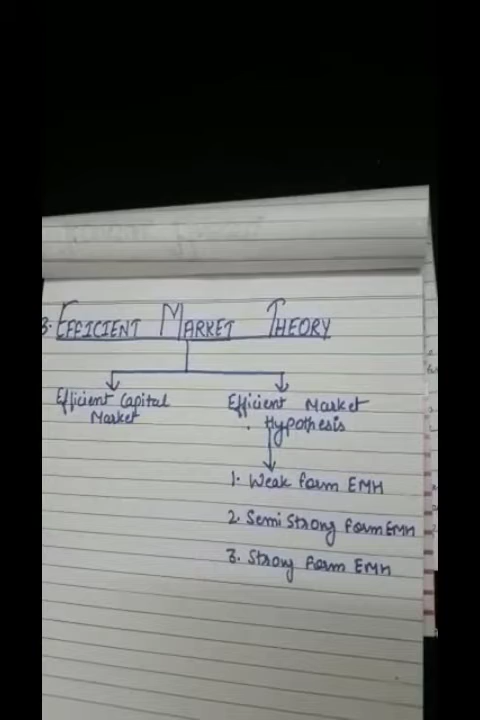 3. EFFICIENT MARKET THEORY
Efficient Capital
Market
Efficient Market
Hypothesis
1. Weak form EMH
2. Semi Strong form EMH
3. Strong form EMH